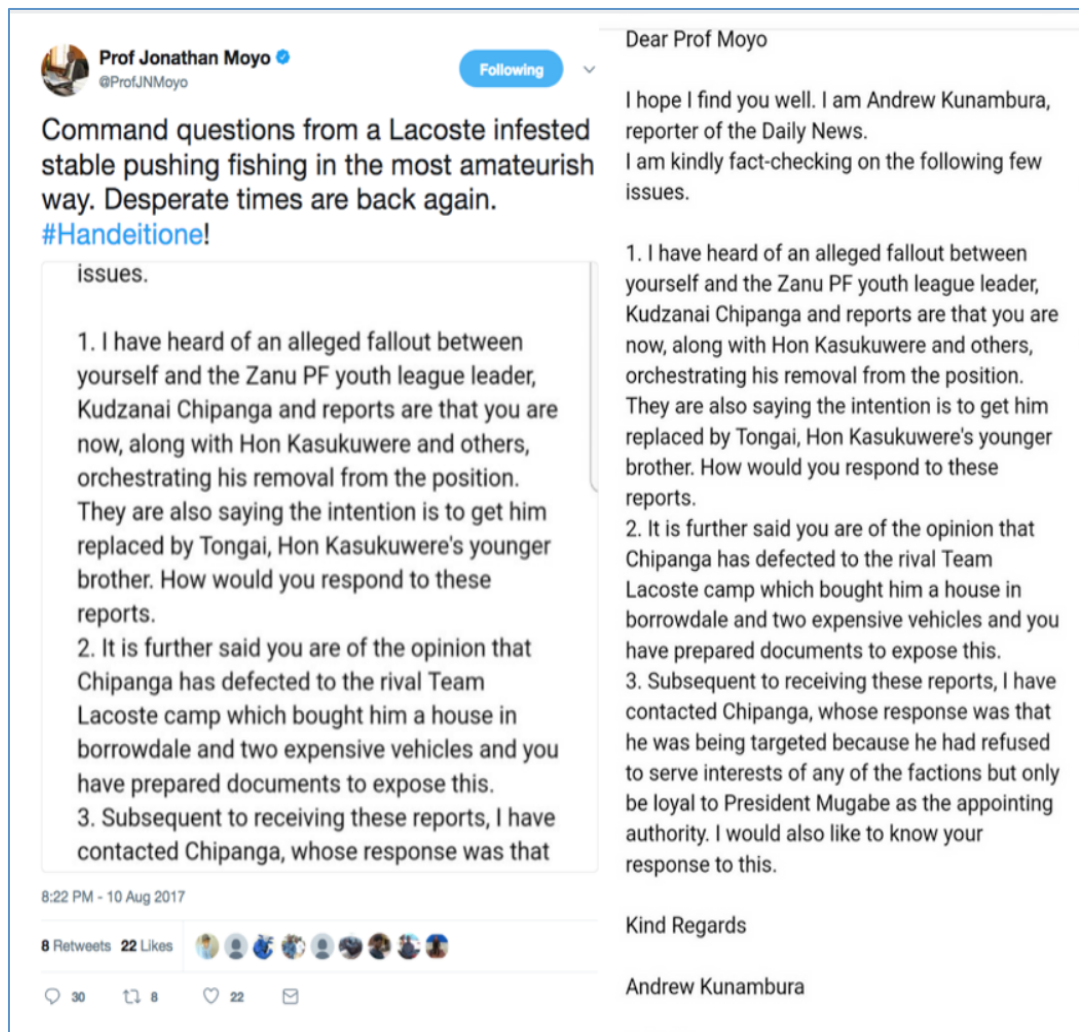 Prof Jonathan Moyo
@ProfJNMoyo
Following
Command questions from a Lacoste infested
stable pushing fishing in the most amateurish
way. Desperate times are back again.
#Handeitione!
issues.
1. I have heard of an alleged fallout between
yourself and the Zanu PF youth league leader,
Kudzanai Chipanga and reports are that you are
now, along with Hon Kasukuwere and others,
orchestrating his removal from the position.
They are also saying the intention is to get him
replaced by Tongai, Hon Kasukuwere's younger
brother. How would you respond to these
reports.
2. It is further said you are of the opinion that
Chipanga has defected to the rival Team
Lacoste camp which bought him a house in
borrowdale and two expensive vehicles and you
have prepared documents to expose this.
3. Subsequent to receiving these reports, I have
contacted Chipanga, whose response was that
8:22 PM - 10 Aug 2017
8 Retweets 22 Likes
30 8 22
Dear Prof Moyo
I hope I find you well. I am Andrew Kunambura,
reporter of the Daily News.
I am kindly fact-checking on the following few
issues.
1. I have heard of an alleged fallout between
yourself and the Zanu PF youth league leader,
Kudzanai Chipanga and reports are that you are
now, along with Hon Kasukuwere and others,
orchestrating his removal from the position.
They are also saying the intention is to get him
replaced by Tongai, Hon Kasukuwere's younger
brother. How would you respond to these
reports.
2. It is further said you are of the opinion that
Chipanga has defected to the rival Team
Lacoste camp which bought him a house in
borrowdale and two expensive vehicles and you
have prepared documents to expose this.
3. Subsequent to receiving these reports, I have
contacted Chipanga, whose response was that
he was being targeted because he had refused
to serve interests of any of the factions but only
be loyal to President Mugabe as the appointing
authority. I would also like to know your
response to this.
Kind Regards
Andrew Kunambura